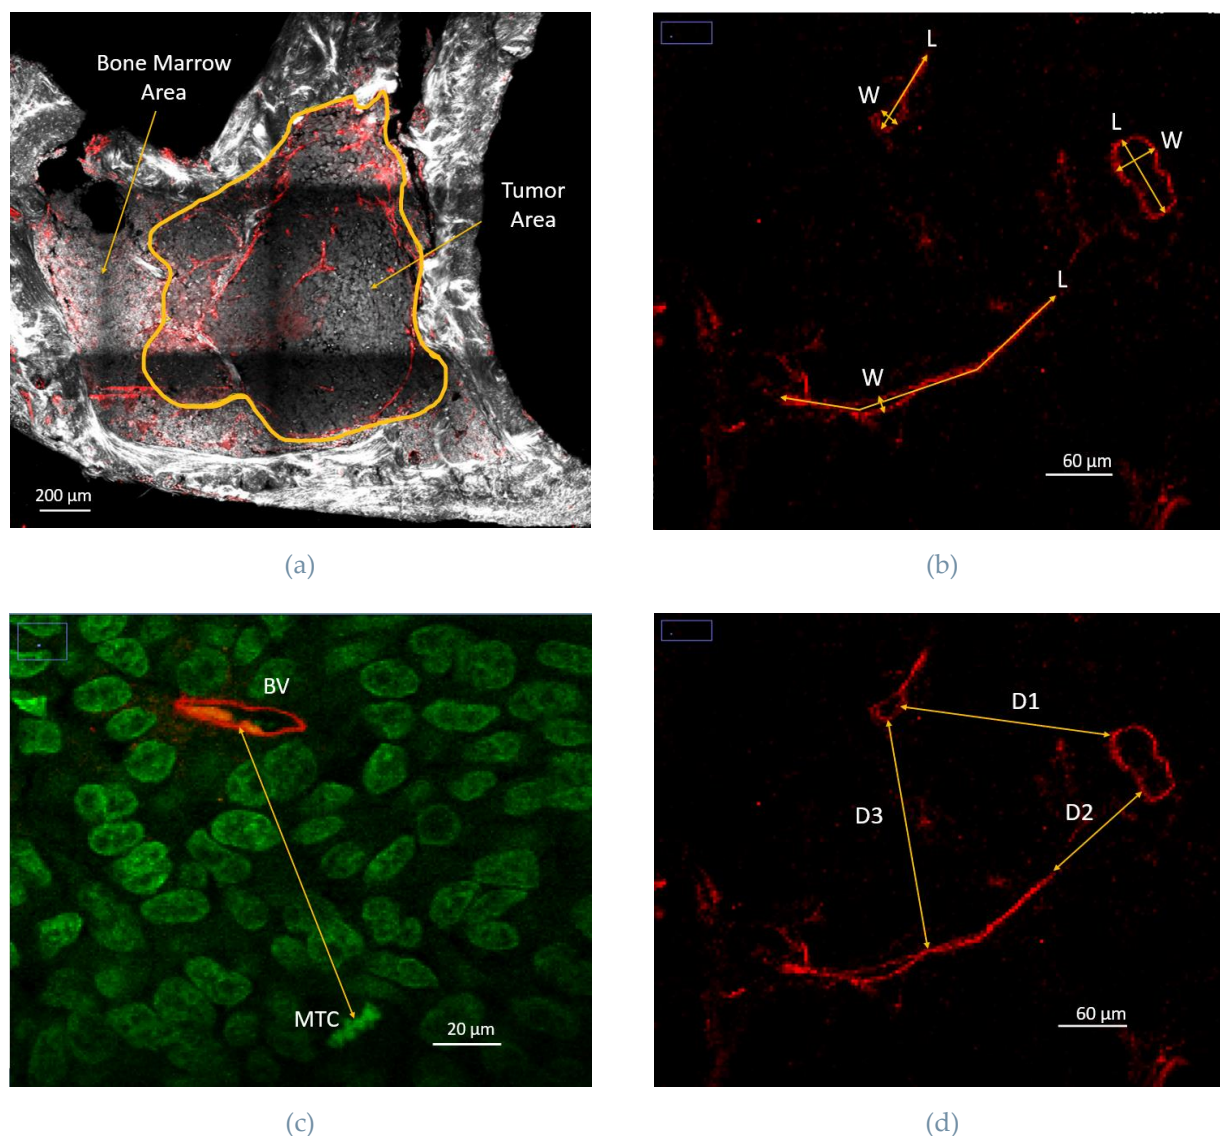 Bone Marrow
Area
Tumor
Area
200 µm
(a)
L
W
L
W
L
W
60 µm
(b)
BV
MTC
20 µm
(c)
D1
D2
D3
60 µm
(d)